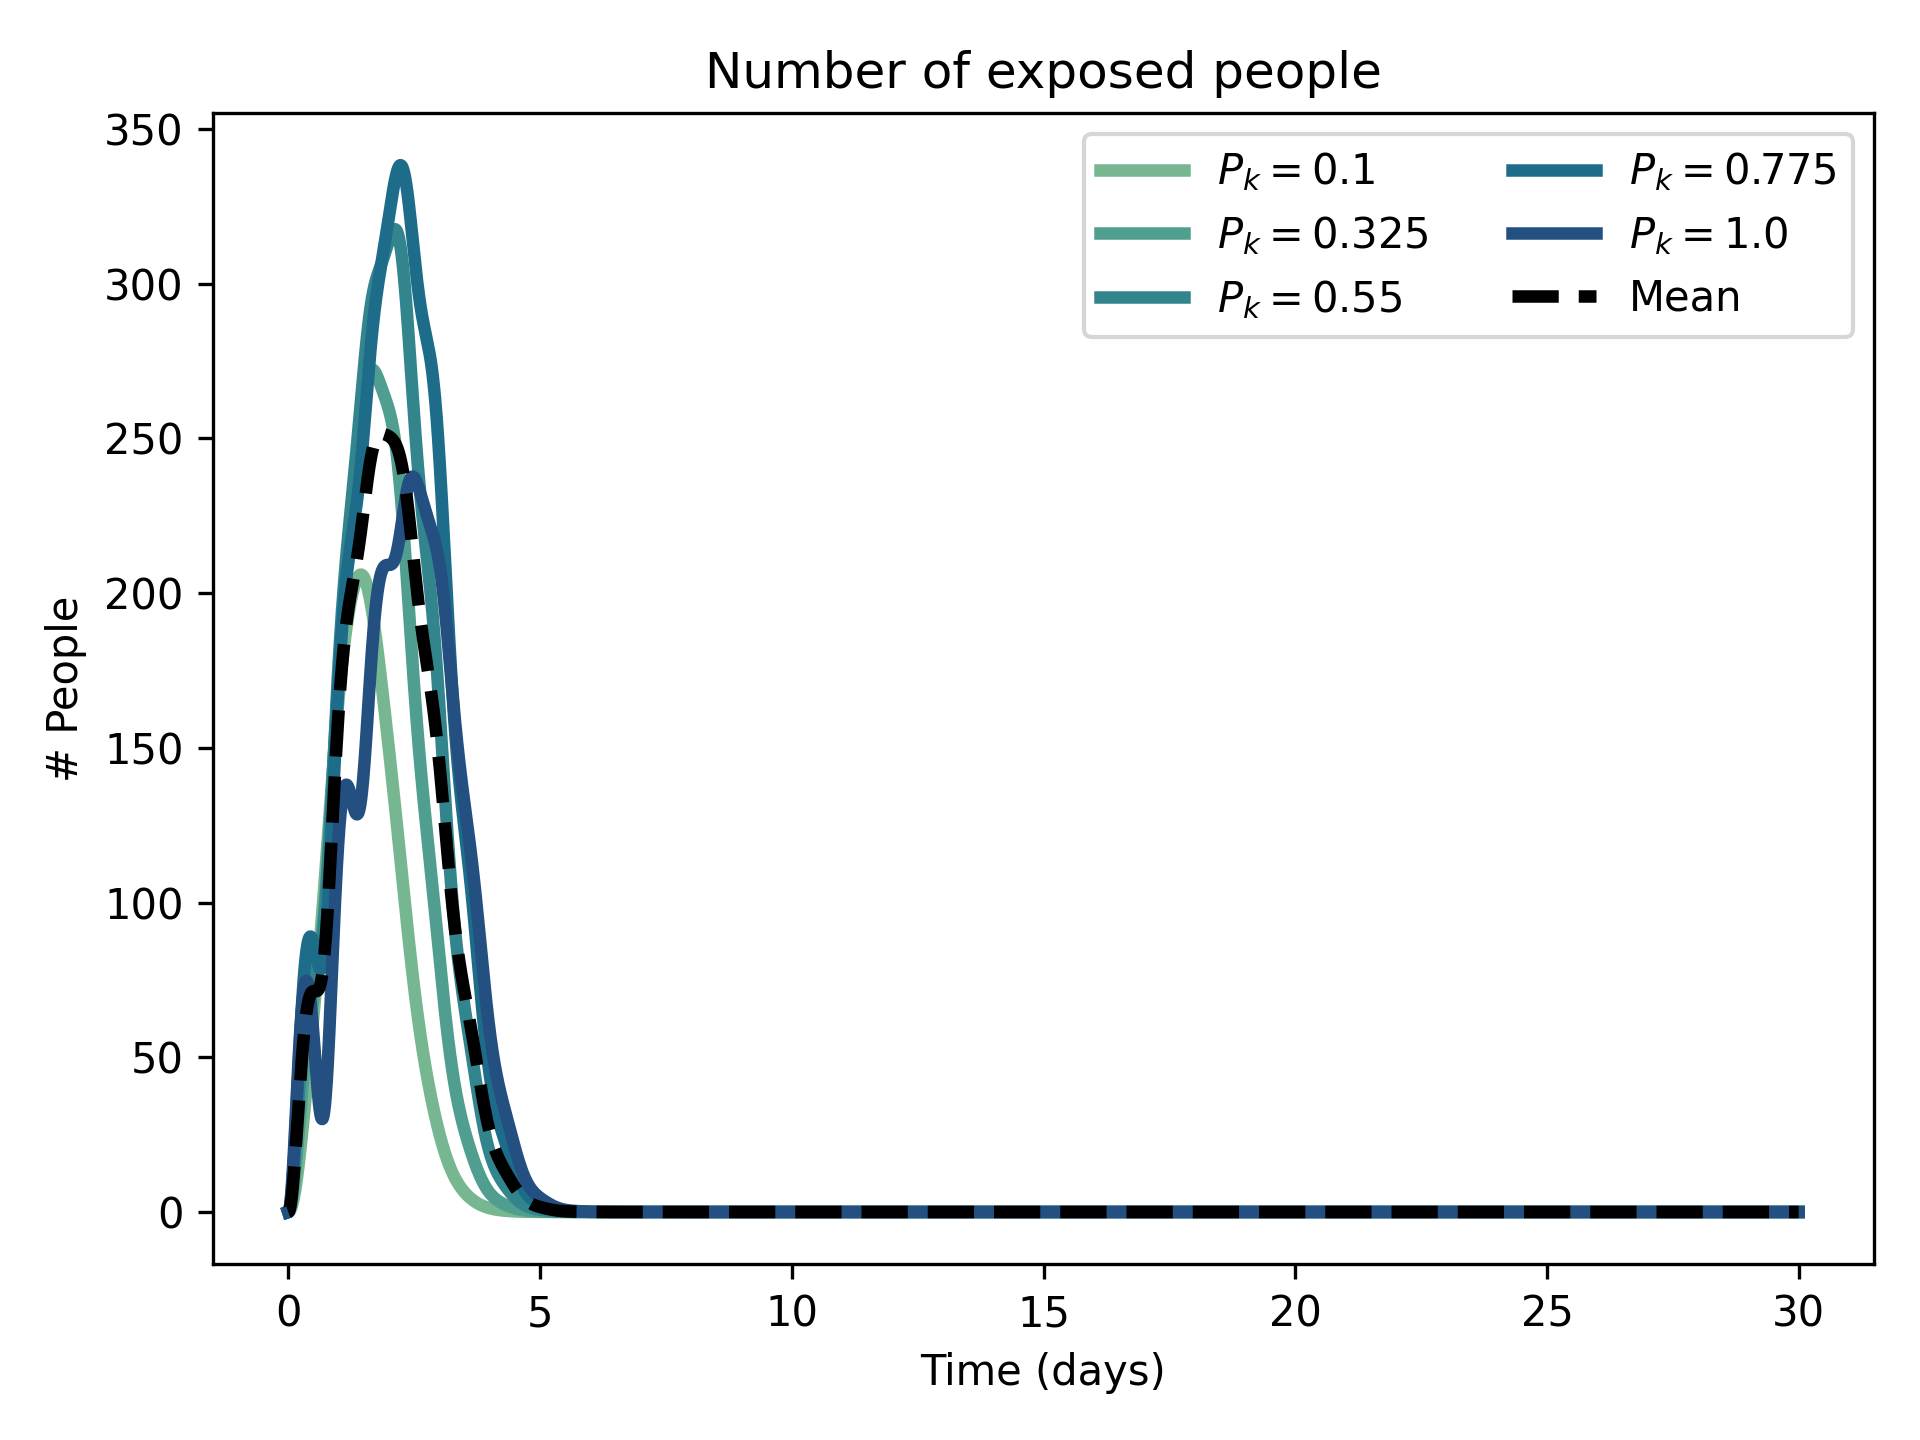 Number of exposed people
350
300
250
200
150
100
50
0
# People
P_k = 0.1
P_k = 0.325
P_k = 0.55
P_k = 0.775
P_k = 1.0
Mean
0 5 10 15 20 25 30
Time (days)